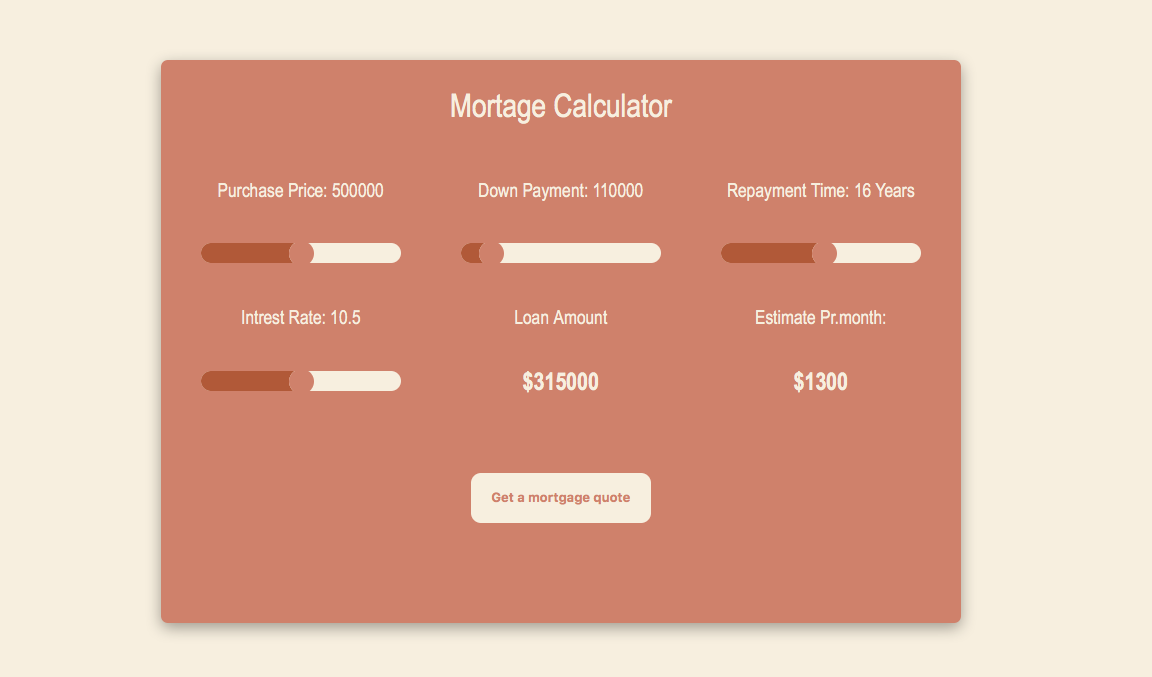 Mortage Calculator
Purchase Price: 500000
Down Payment: 110000
Repayment Time: 16 Years
Intrest Rate: 10.5
Loan Amount
Estimate Pr.month:
$315000
$1300
Get a mortgage quote